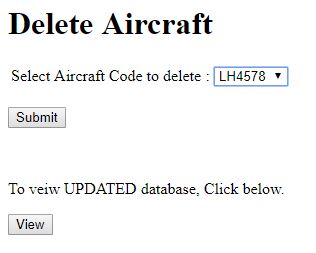 Delete Aircraft
Select Aircraft Code to delete : LH4578
Submit
To veiw UPDATED database, Click below.
View